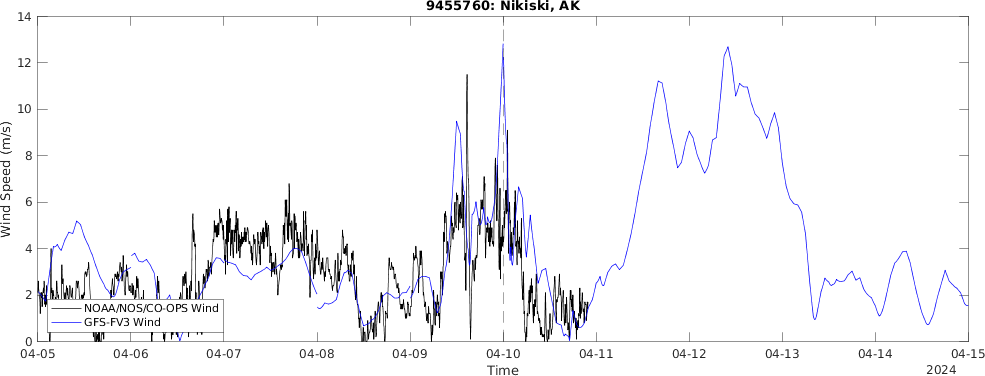 9455760: Nikiski, AK
14
12
10
8
6
4
2
0
Wind Speed (m/s)
NOAA/NOS/CO-OPS Wind
GFS-FV3 Wind
04-05 04-06 04-07 04-08 04-09 04-10 04-11 04-12 04-13 04-14 04-15
Time
2024